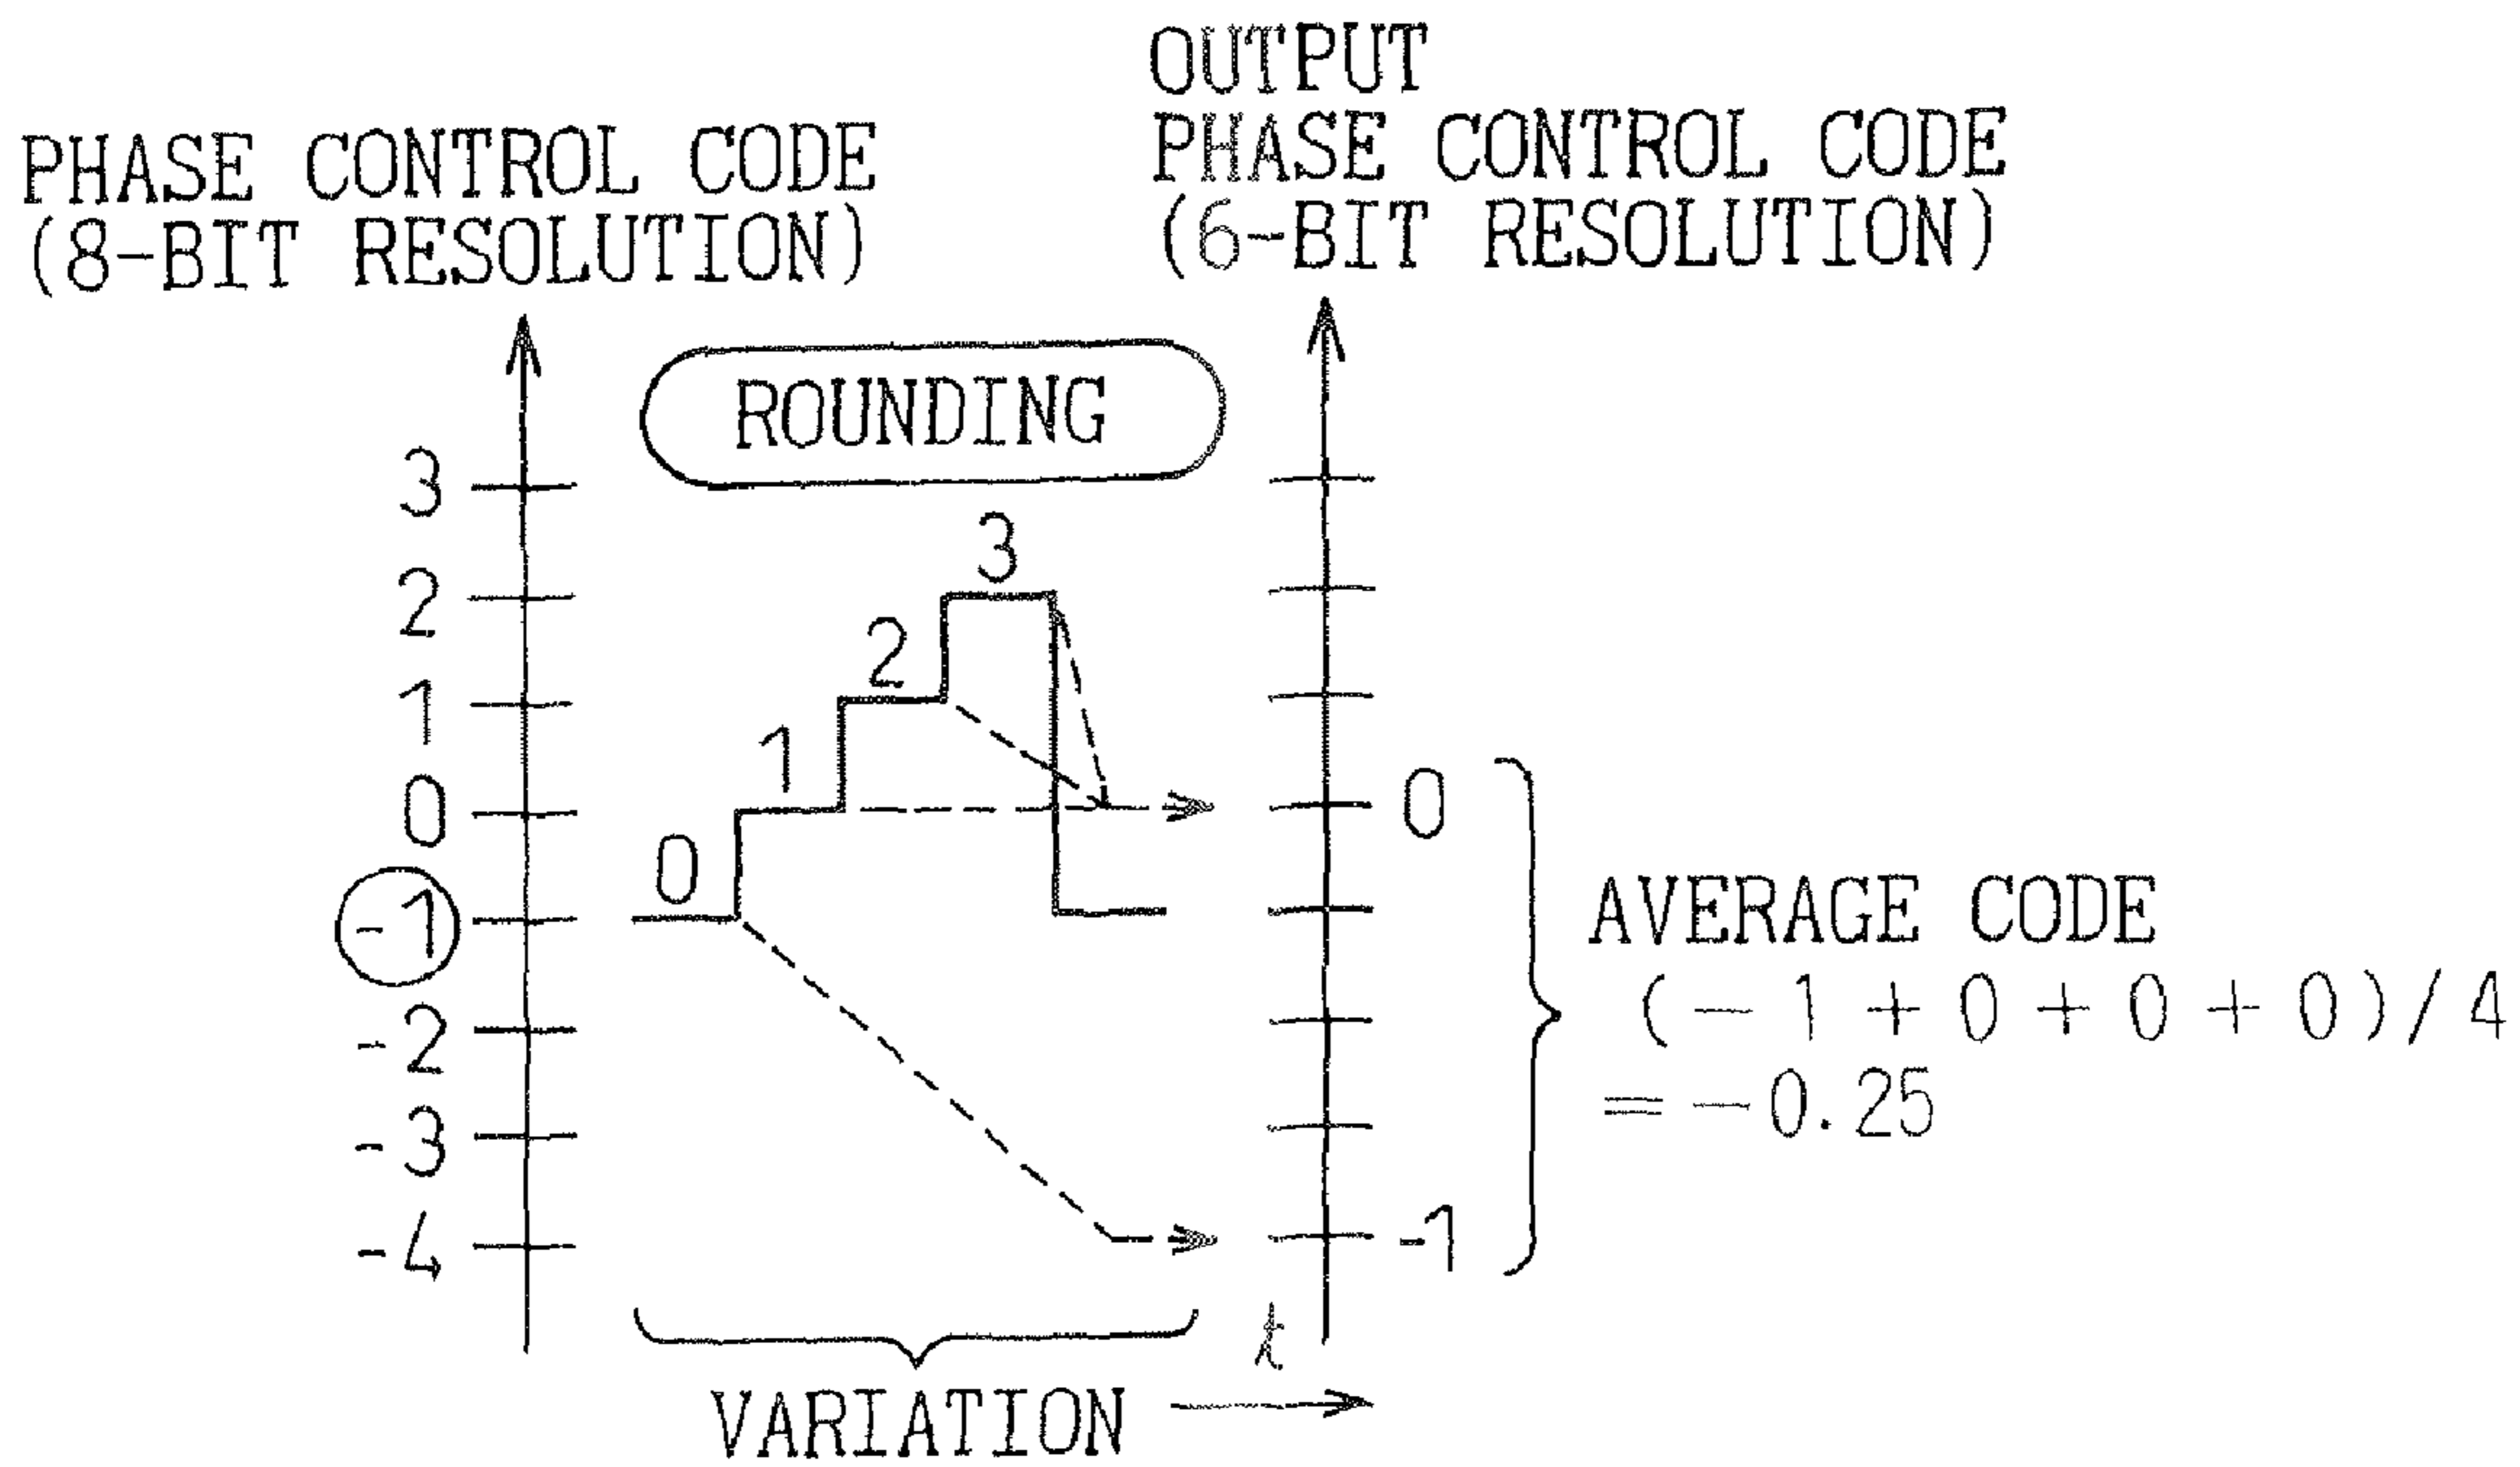 PHASE CONTROL CODE
(8-BIT RESOLUTION)
OUTPUT
PHASE CONTROL CODE
(6-BIT RESOLUTION)
ROUNDING
3
2
1
0
-1
-2
-3
-4
0
1
2
3
0
-1
AVERAGE CODE
(-1+0+0+0)/4
=-0.25
t
VARIATION